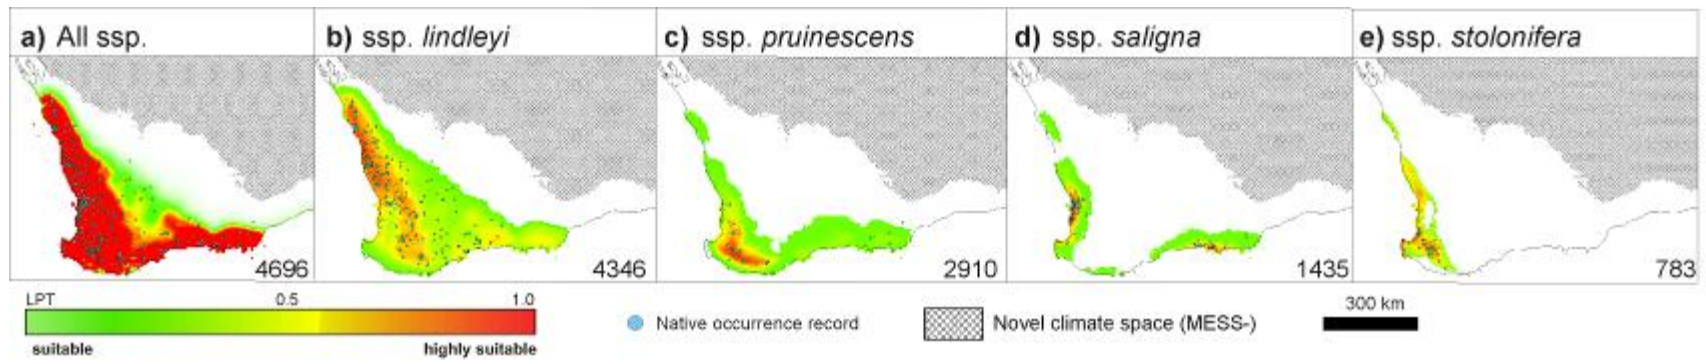 a) All ssp.
b) ssp. lindleyi
c) ssp. pruinescens
d) ssp. saligna
e) ssp. stolonifera
4696
4346
2910
1435
783
LPT 0.5 1.0
suitable highly suitable
Native occurrence record
Novel climate space (MESS-)
300 km